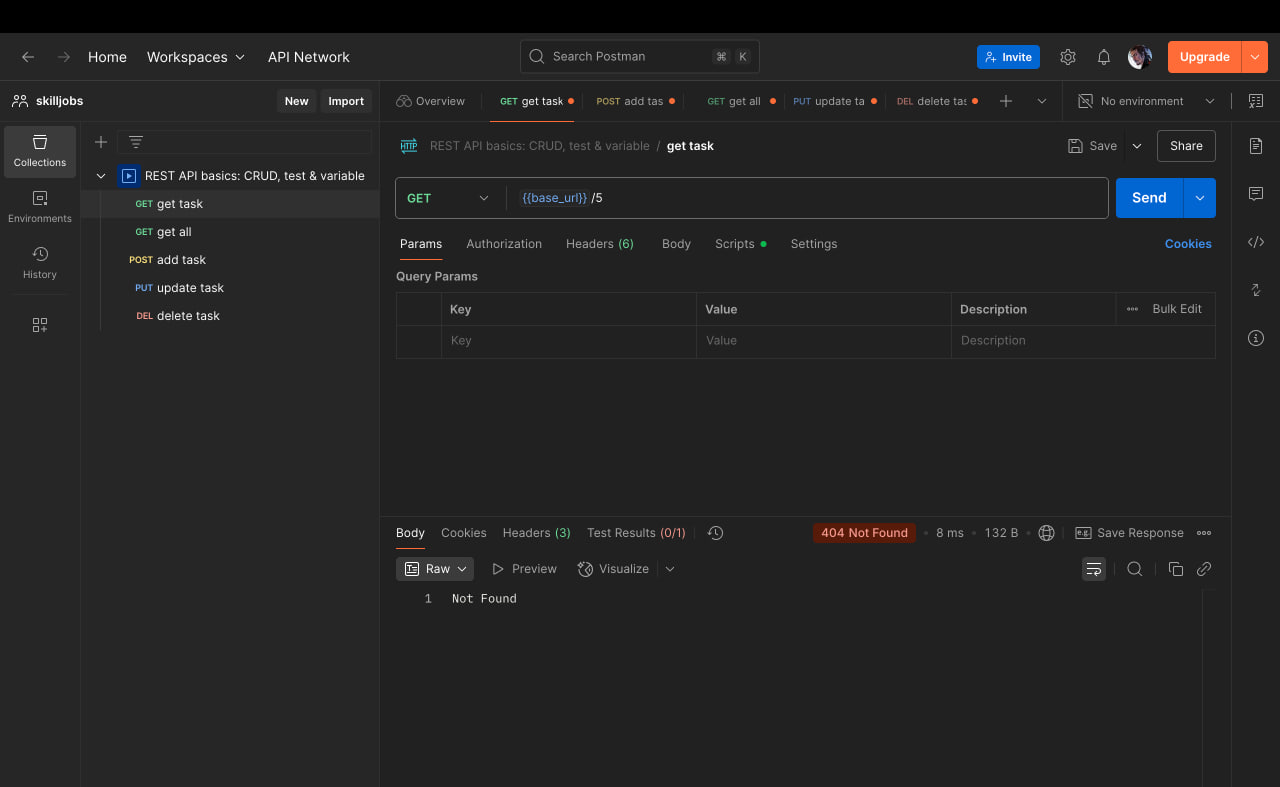 Home Workspaces API Network Search Postman ⌘ K Invite Upgrade
skilljobs New Import Overview GET get task POST add tas GET get all PUT update ta DEL delete tas No environment
Collections
Environments
History
REST API basics: CRUD, test & variable
GET get task
GET get all
POST add task
PUT update task
DEL delete task
HTTP REST API basics: CRUD, test & variable / get task Save Share
GET {{base_url}} /5 Send
Params Authorization Headers (6) Body Scripts Settings Cookies
Query Params
Key Value Description Bulk Edit
Key Value Description
Body Cookies Headers (3) Test Results (0/1) 404 Not Found 8 ms 132 B e.g. Save Response
Raw Preview Visualize
1 Not Found